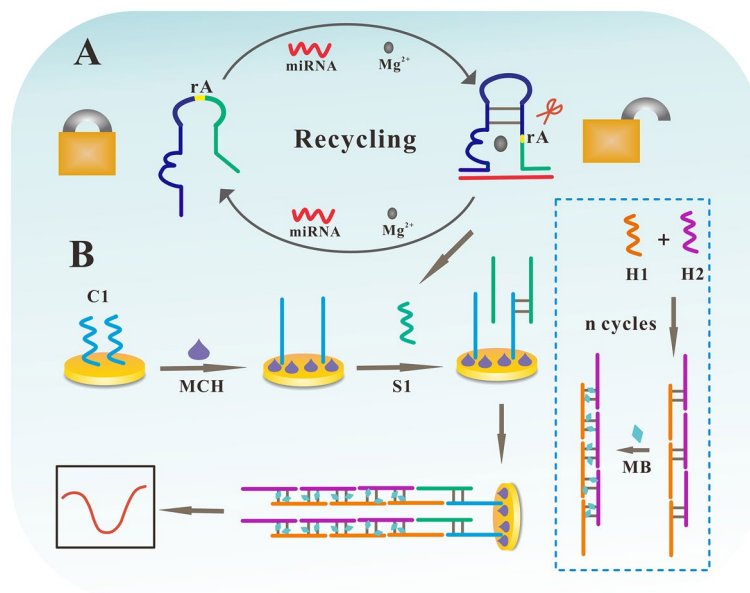 A
miRNA
Mg²⁺
rA
Recycling
rA
miRNA
Mg²⁺
B
C1
MCH
S1
H1 + H2
n cycles
MB